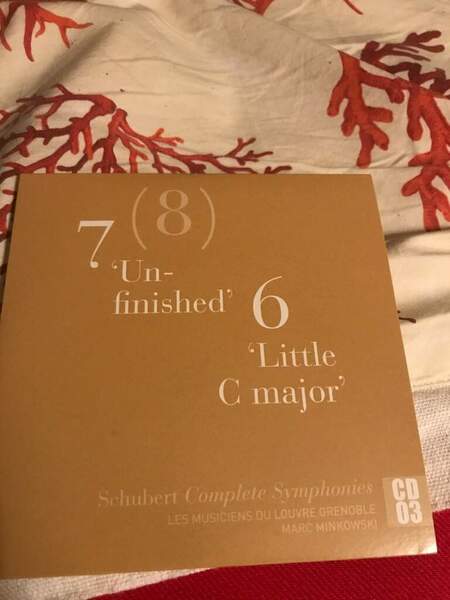 7 (8)
‘Un-
finished’
6
‘Little
C major’
Schubert Complete Symphonies
LES MUSICIENS DU LOUVRE GRENOBLE
MARC MINKOWSKI
CD
03